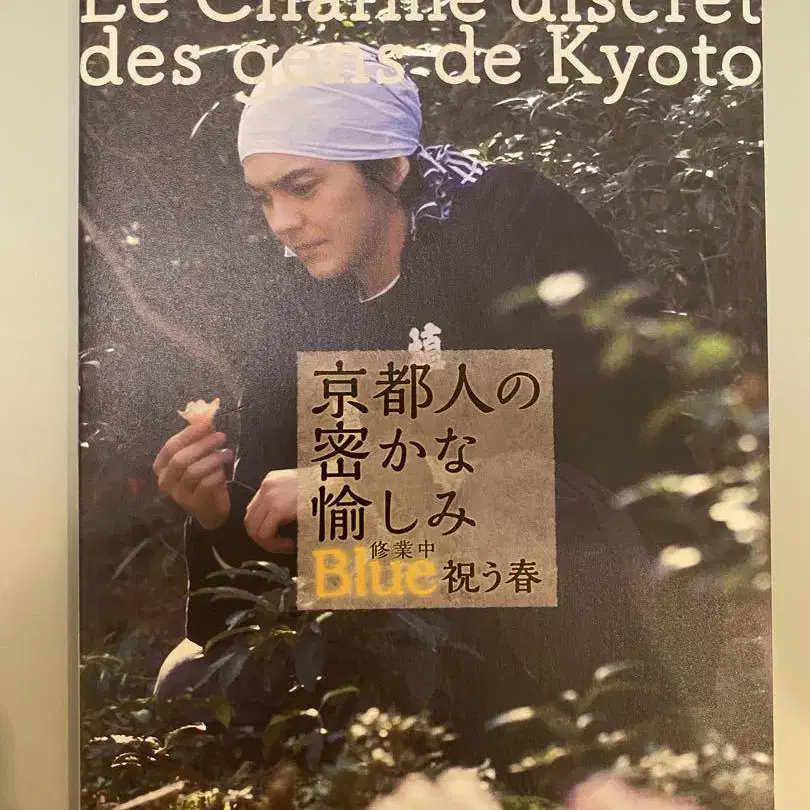 Le Charme discret
des gens de Kyoto
京都人の
密かな
愉しみ
修業中
Blue 祝う春